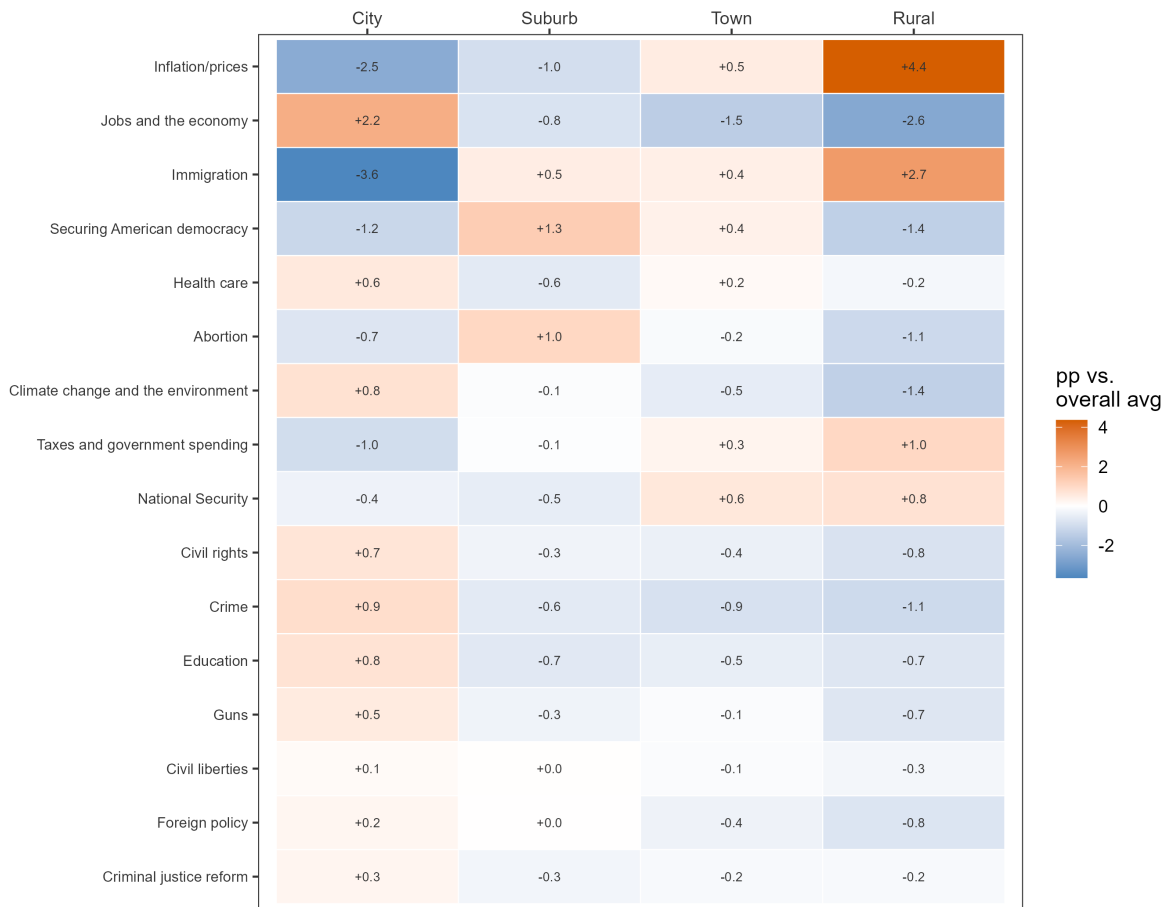 City Suburb Town Rural
Inflation/prices -2.5 -1.0 +0.5 +4.4
Jobs and the economy +2.2 -0.8 -1.5 -2.6
Immigration -3.6 +0.5 +0.4 +2.7
Securing American democracy -1.2 +1.3 +0.4 -1.4
Health care +0.6 -0.6 +0.2 -0.2
Abortion -0.7 +1.0 -0.2 -1.1
Climate change and the environment +0.8 -0.1 -0.5 -1.4
Taxes and government spending -1.0 -0.1 +0.3 +1.0
National Security -0.4 -0.5 +0.6 +0.8
Civil rights +0.7 -0.3 -0.4 -0.8
Crime +0.9 -0.6 -0.9 -1.1
Education +0.8 -0.7 -0.5 -0.7
Guns +0.5 -0.3 -0.1 -0.7
Civil liberties +0.1 +0.0 -0.1 -0.3
Foreign policy +0.2 +0.0 -0.4 -0.8
Criminal justice reform +0.3 -0.3 -0.2 -0.2
pp vs.
overall avg
4
2
0
-2